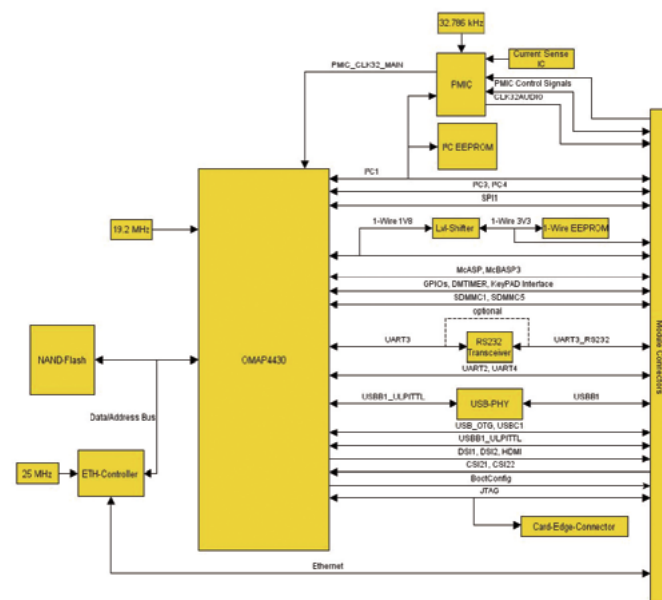 32.786 kHz
PMIC_CLK32_MAIN
PMIC
Current Sense
IC
PMIC Control Signals
CLK32AUDIO
I²C EEPROM
I²C1
I²C3, I²C4
SPI1
19.2 MHz
1-Wire 1V8
Lvl-Shifter
1-Wire 3V3
1-Wire EEPROM
McASP, McBASP3
GPIOs, DMTIMER, KeyPAD Interface
SDMMC1, SDMMC5
optional
UART3
RS232
Transceiver
UART3_RS232
NAND-Flash
OMAP4430
Module Connectors
UART2, UART4
USBB1_ULPITTL
USB-PHY
USBB1
Data/Address Bus
USB_OTG, USBC1
USBB1_ULPITTL
DSI1, DSI2, HDMI
CSI21, CSI22
25 MHz
ETH-Controller
BootConfig
JTAG
Card-Edge-Connector
Ethernet